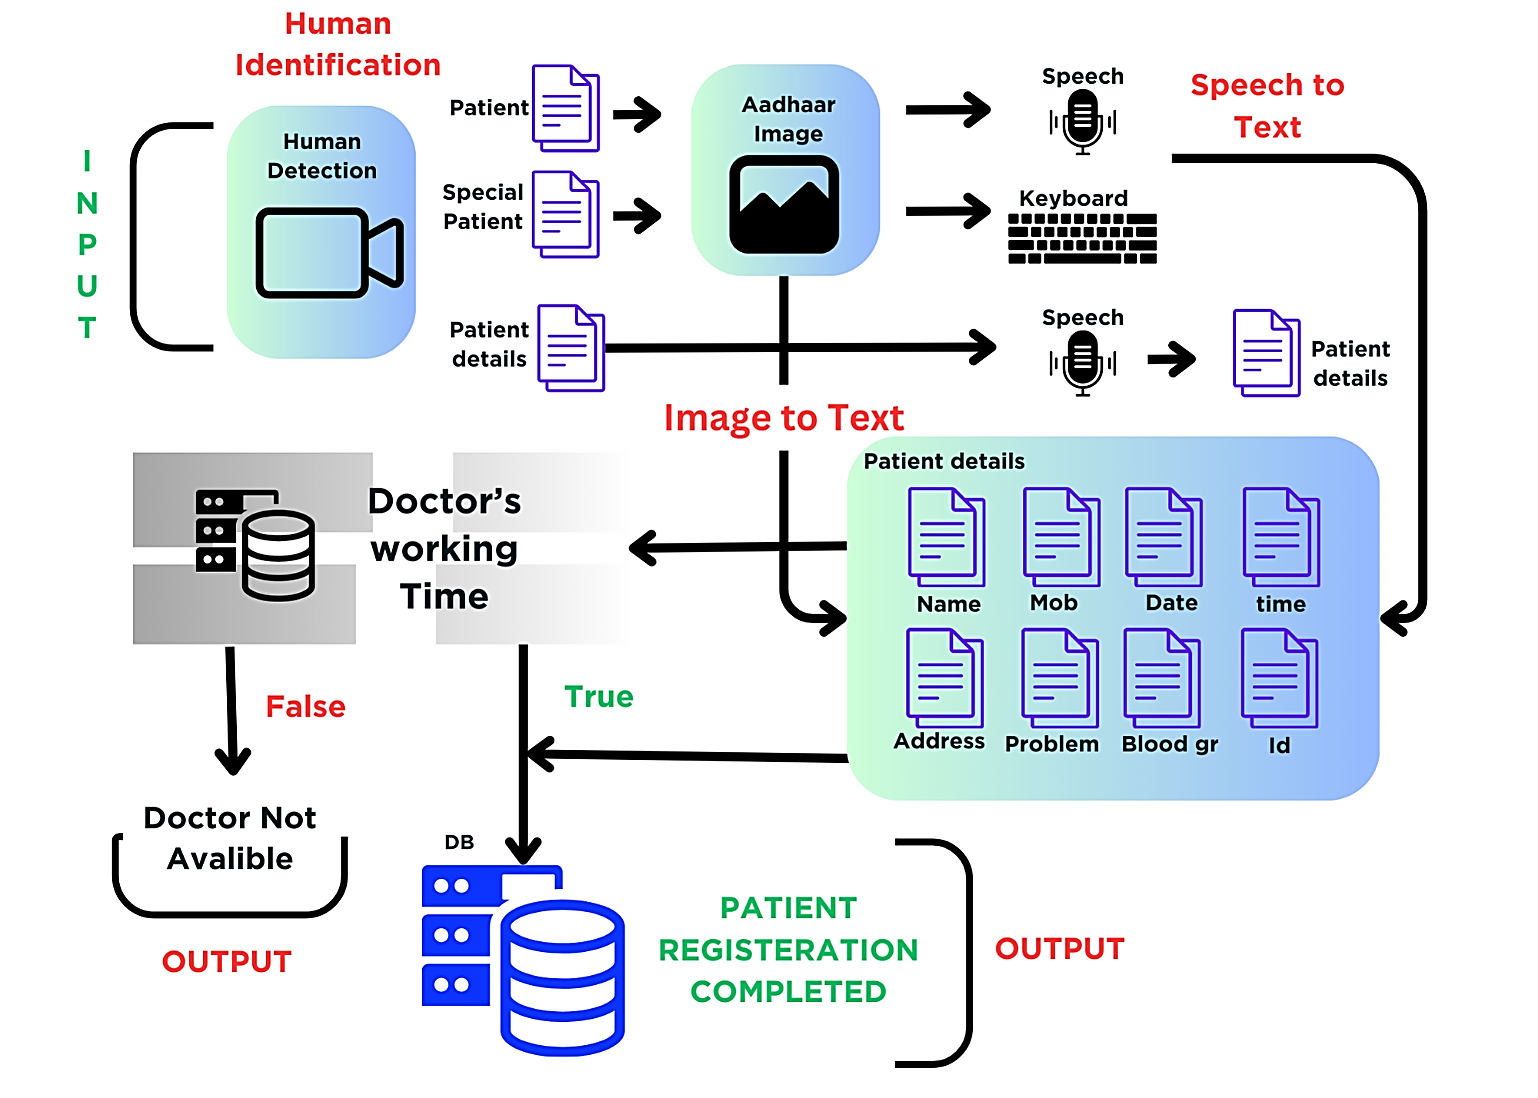 Human
Identification
I
N
P
U
T
Human
Detection
Patient
Special
Patient
Patient
details
Aadhaar
Image
Speech
Keyboard
Speech to
Text
Speech
Patient
details
Image to Text
Patient details
Name
Mob
Date
time
Address
Problem
Blood gr
Id
Doctor's
working
Time
False
True
Doctor Not
Avalible
OUTPUT
DB
PATIENT
REGISTERATION
COMPLETED
OUTPUT